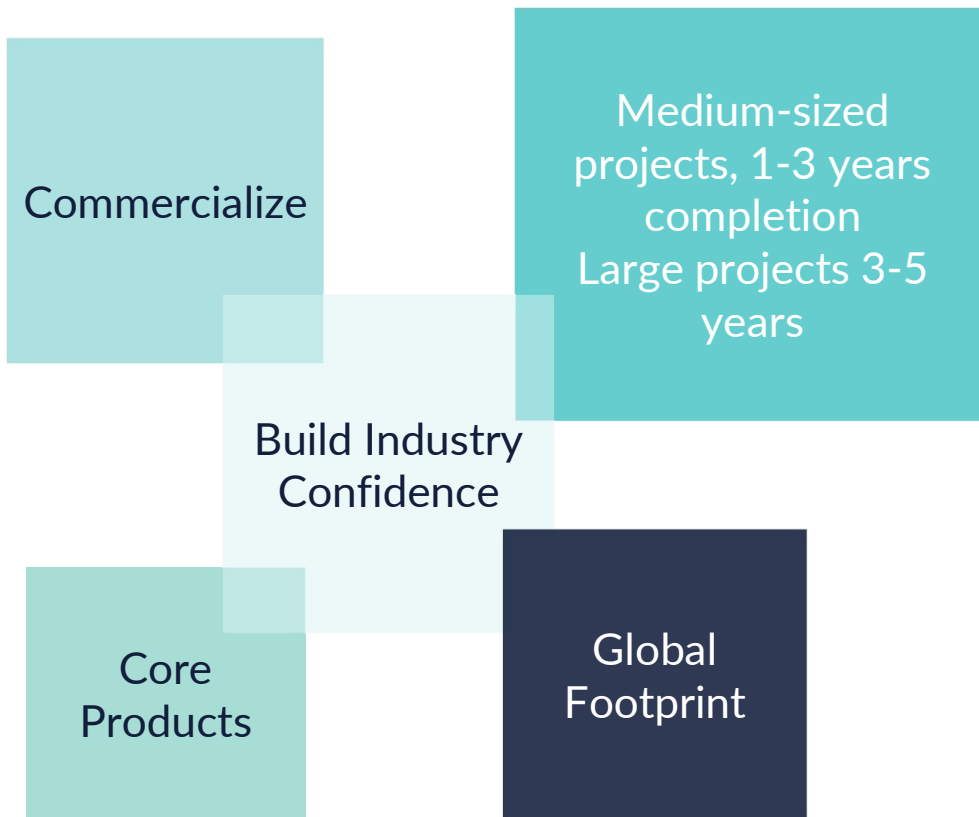 Commercialize
Medium-sized
projects, 1-3 years
completion
Large projects 3-5
years
Build Industry
Confidence
Core
Products
Global
Footprint